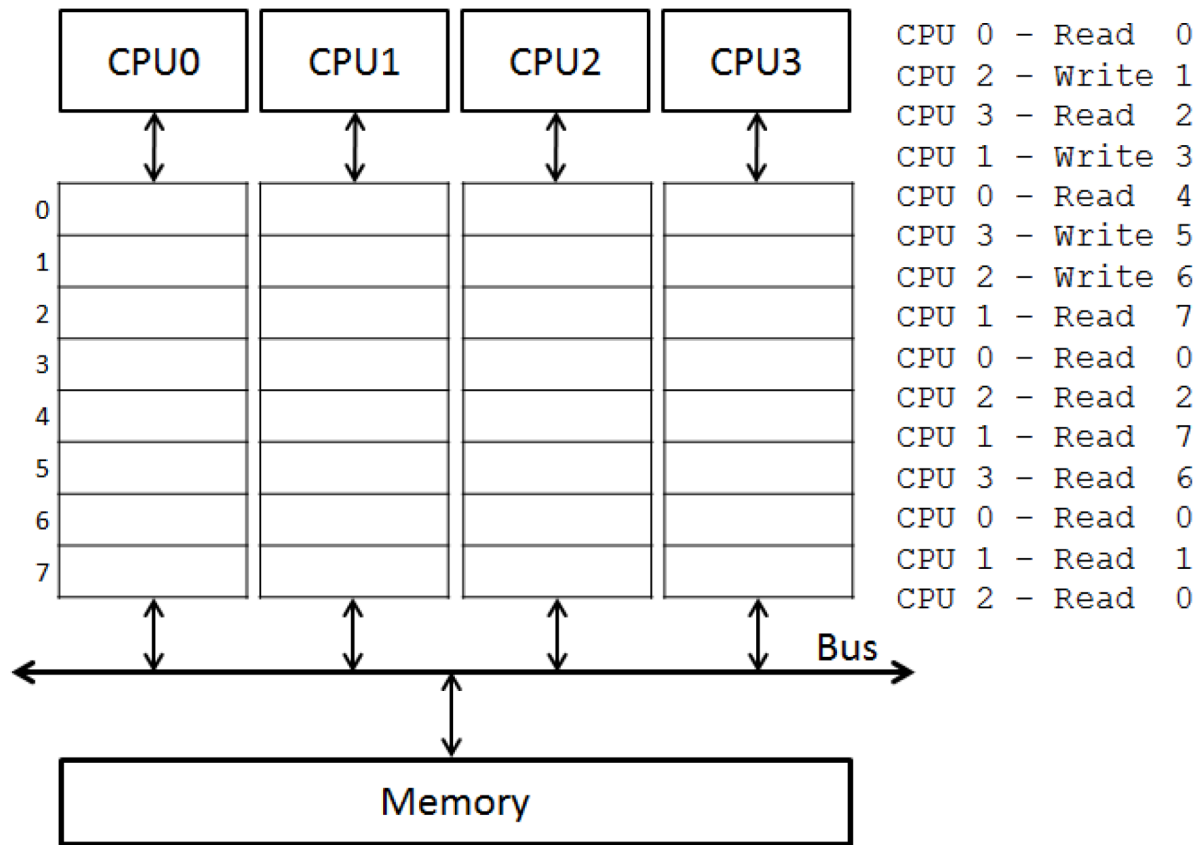 CPU0 CPU1 CPU2 CPU3
0
1
2
3
4
5
6
7
Bus
Memory
CPU 0 – Read 0
CPU 2 – Write 1
CPU 3 – Read 2
CPU 1 – Write 3
CPU 0 – Read 4
CPU 3 – Write 5
CPU 2 – Write 6
CPU 1 – Read 7
CPU 0 – Read 0
CPU 2 – Read 2
CPU 1 – Read 7
CPU 3 – Read 6
CPU 0 – Read 0
CPU 1 – Read 1
CPU 2 – Read 0